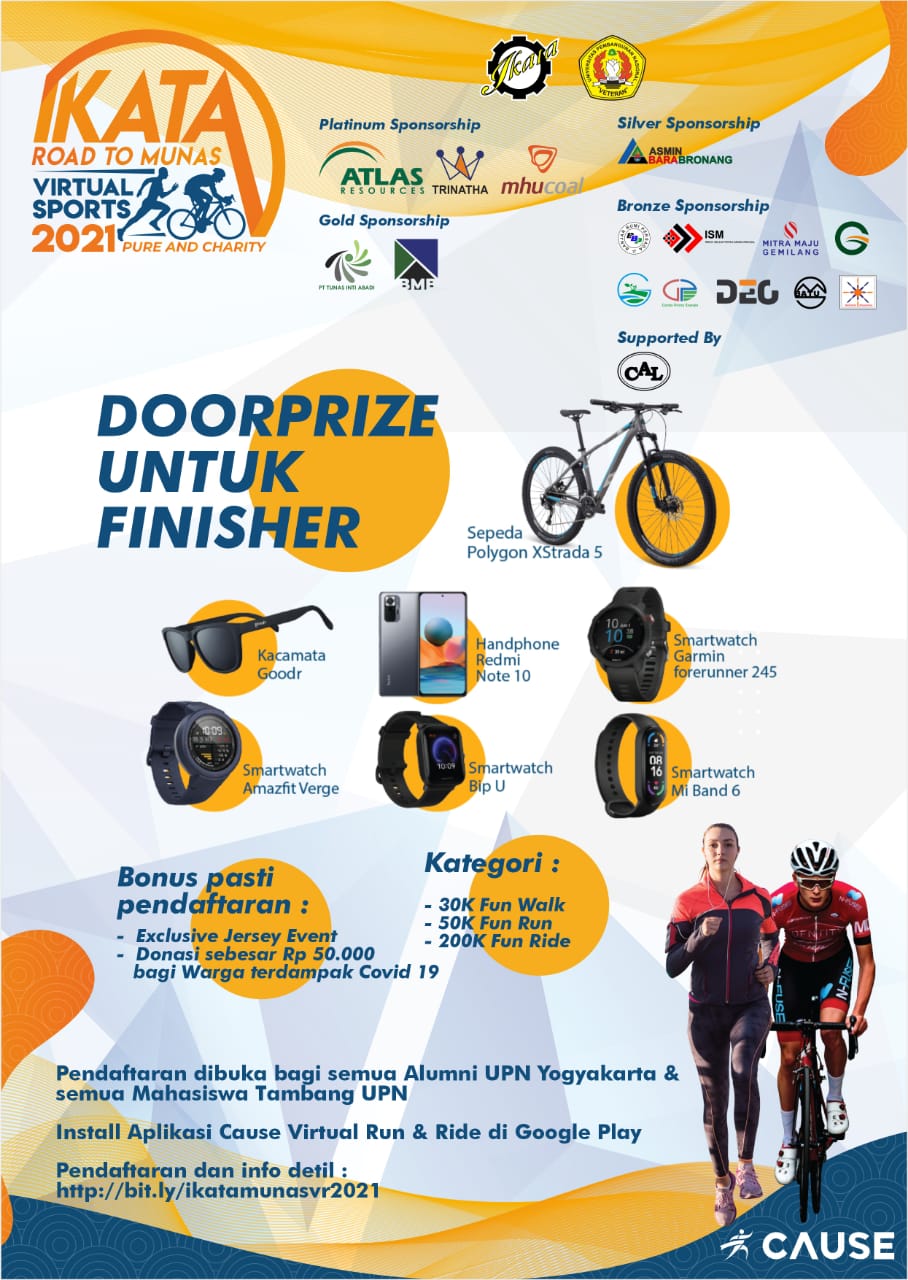 IKATA
ROAD TO MUNAS
VIRTUAL
SPORTS
2021 PURE AND CHARITY
Ikata
UNIVERSITAS PEMBANGUNAN NASIONAL
"VETERAN"
Platinum Sponsorship
ATLAS
RESOURCES
TRINATHA
mhucoal
Gold Sponsorship
PT TUNAS INTI ABADI
BME
Silver Sponsorship
ASMIN
BARABRONANG
Bronze Sponsorship
ISM
MITRA MAJU
GEMILANG
G
DEG
BAYU
Supported By
CAL
DOORPRIZE
UNTUK
FINISHER
Sepeda
Polygon XStrada 5
Kacamata
Goodr
Handphone
Redmi
Note 10
Smartwatch
Garmin
forerunner 245
Smartwatch
Amazfit Verge
Smartwatch
Bip U
Smartwatch
Mi Band 6
Bonus pasti
pendaftaran :
- Exclusive Jersey Event
- Donasi sebesar Rp 50.000
bagi Warga terdampak Covid 19
Kategori :
- 30K Fun Walk
- 50K Fun Run
- 200K Fun Ride
Pendaftaran dibuka bagi semua Alumni UPN Yogyakarta &
semua Mahasiswa Tambang UPN
Install Aplikasi Cause Virtual Run & Ride di Google Play
Pendaftaran dan info detil :
http://bit.ly/ikatamunasvr2021
CAUSE